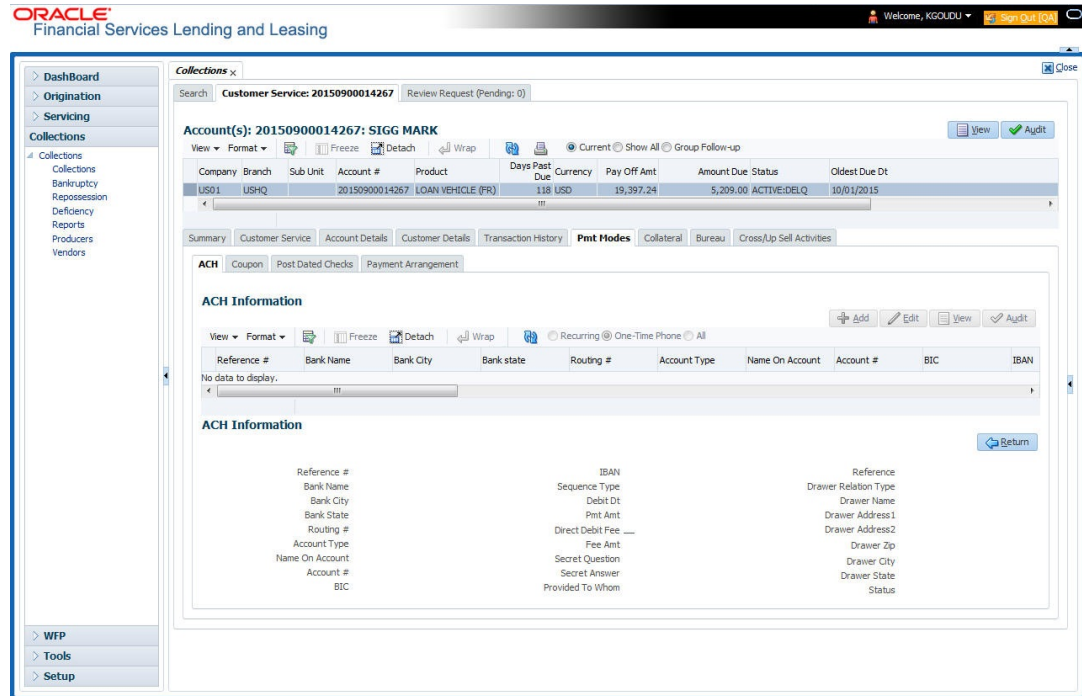 ORACLE
Financial Services Lending and Leasing
Welcome, KGOUDU
Sign Out [QA]
Close
DashBoard
Origination
Servicing
Collections
Collections
Collections
Bankruptcy
Repossession
Deficiency
Reports
Producers
Vendors
WFP
Tools
Setup
Collections x
Search Customer Service: 20150900014267 Review Request (Pending: 0)
Account(s): 20150900014267: SIGG MARK
View Audit
View Format Freeze Detach Wrap Current Show All Group Follow-up
Company Branch Sub Unit Account # Product Days Past Due Currency Pay Off Amt Amount Due Status Oldest Due Dt
US01 USHQ 20150900014267 LOAN VEHICLE (FR) 118 USD 19,397.24 5,209.00 ACTIVE:DELQ 10/01/2015
Summary Customer Service Account Details Customer Details Transaction History Pmt Modes Collateral Bureau Cross/Up Sell Activities
ACH Coupon Post Dated Checks Payment Arrangement
ACH Information
Add Edit View Audit
View Format Freeze Detach Wrap Recurring One-Time Phone All
Reference # Bank Name Bank City Bank state Routing # Account Type Name On Account Account # BIC IBAN
No data to display.
ACH Information
Return
Reference # IBAN Reference
Bank Name Sequence Type Drawer Relation Type
Bank City Debit Dt Drawer Name
Bank State Pmt Amt Drawer Address1
Routing # Direct Debit Fee Drawer Address2
Account Type Fee Amt Drawer Zip
Name On Account Secret Question Drawer City
Account # Secret Answer Drawer State
BIC Provided To Whom Status